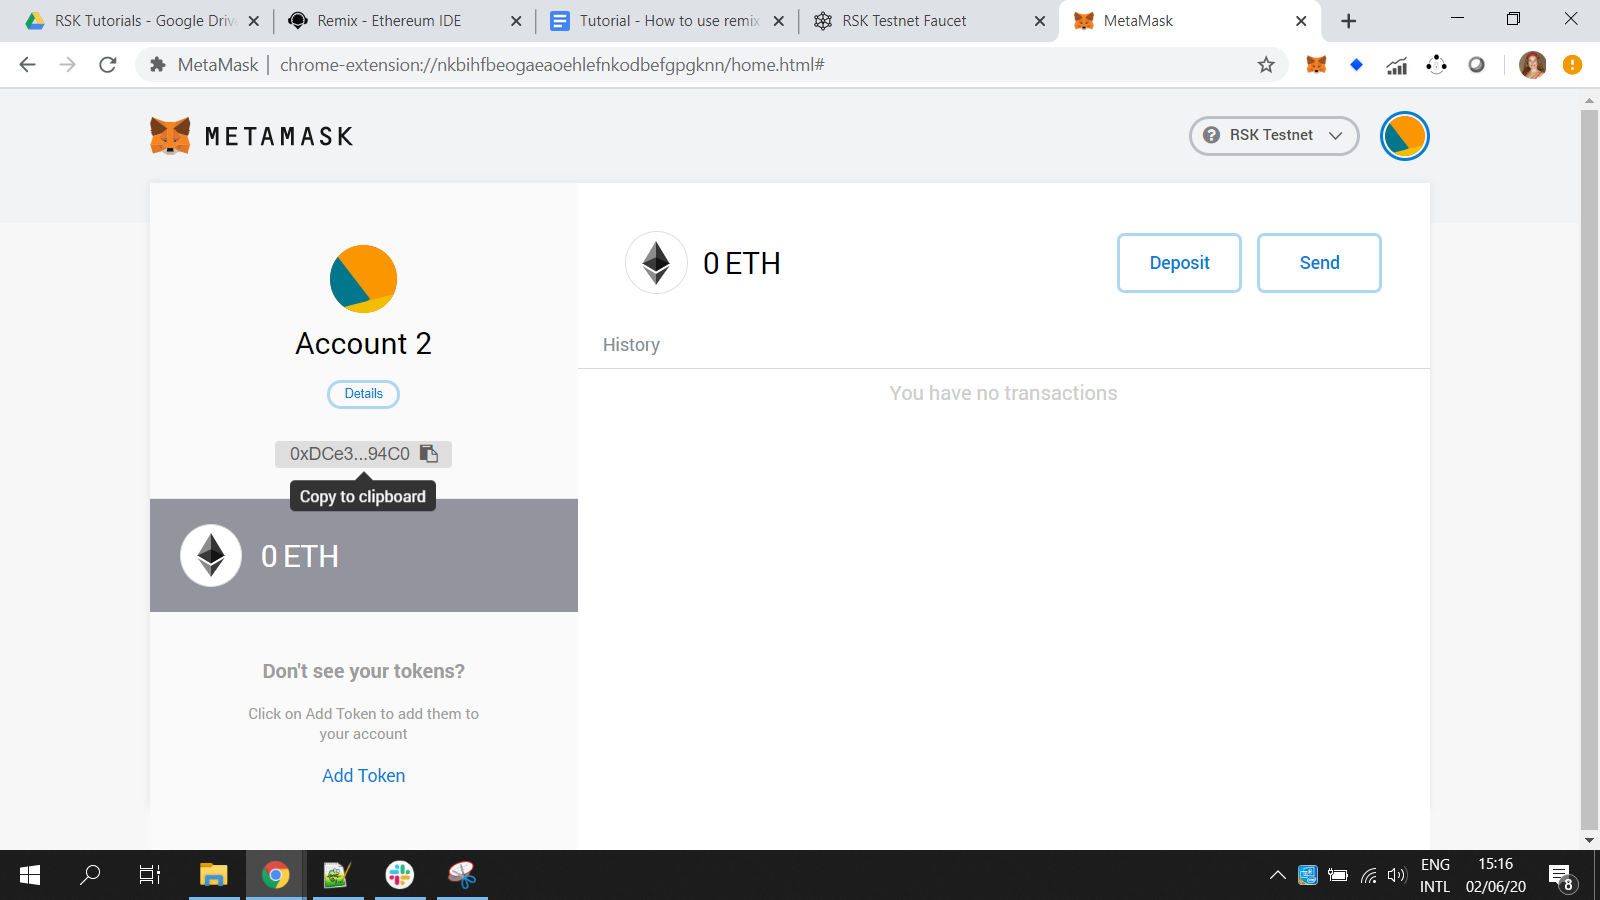 RSK Tutorials - Google Driv
Remix - Ethereum IDE
Tutorial - How to use remix
RSK Testnet Faucet
MetaMask
MetaMask | chrome-extension://nkbihfbeogaeaoehlefnkodbefgpgknn/home.html#
METAMASK
RSK Testnet
Account 2
Details
0xDCe3...94C0
Copy to clipboard
0 ETH
Don't see your tokens?
Click on Add Token to add them to
your account
Add Token
0 ETH
Deposit
Send
History
You have no transactions
ENG
INTL
15:16
02/06/20
8